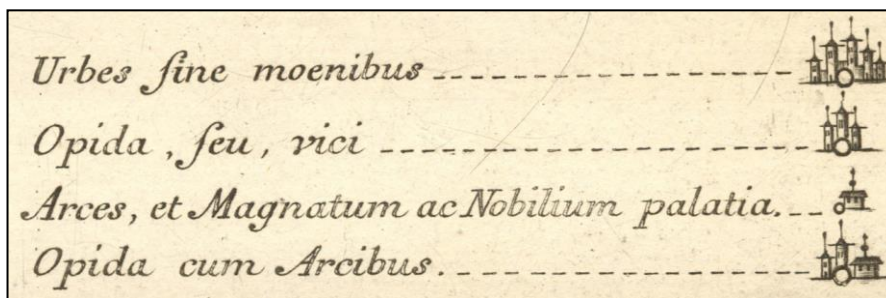 Urbes ſine moenibus
Opida, ſeu, vici
Arces, et Magnatum ac Nobilium palatia.
Opida cum Arcibus.